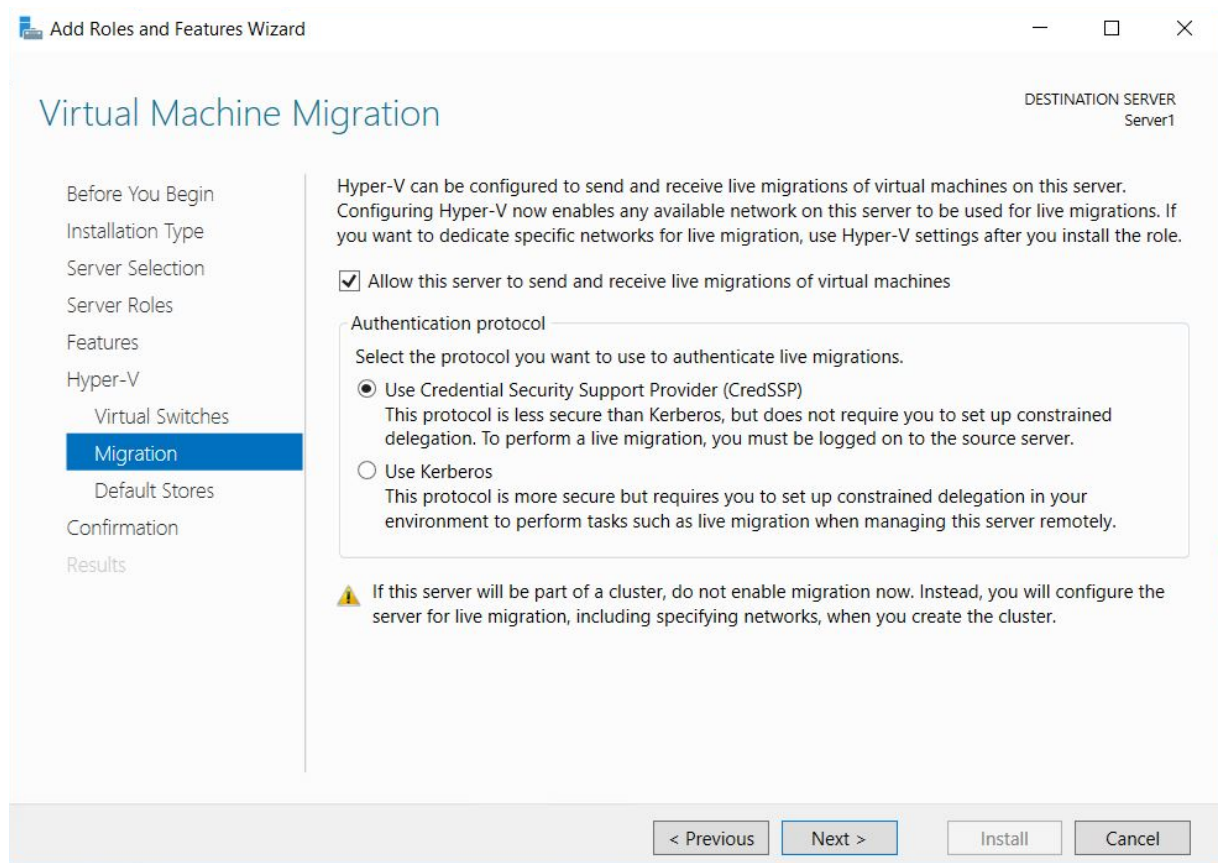 Add Roles and Features Wizard
Virtual Machine Migration
DESTINATION SERVER
Server1
Before You Begin
Installation Type
Server Selection
Server Roles
Features
Hyper-V
Virtual Switches
Migration
Default Stores
Confirmation
Results
Hyper-V can be configured to send and receive live migrations of virtual machines on this server.
Configuring Hyper-V now enables any available network on this server to be used for live migrations. If
you want to dedicate specific networks for live migration, use Hyper-V settings after you install the role.
Allow this server to send and receive live migrations of virtual machines
Authentication protocol
Select the protocol you want to use to authenticate live migrations.
Use Credential Security Support Provider (CredSSP)
This protocol is less secure than Kerberos, but does not require you to set up constrained
delegation. To perform a live migration, you must be logged on to the source server.
Use Kerberos
This protocol is more secure but requires you to set up constrained delegation in your
environment to perform tasks such as live migration when managing this server remotely.
If this server will be part of a cluster, do not enable migration now. Instead, you will configure the
server for live migration, including specifying networks, when you create the cluster.
< Previous
Next >
Install
Cancel